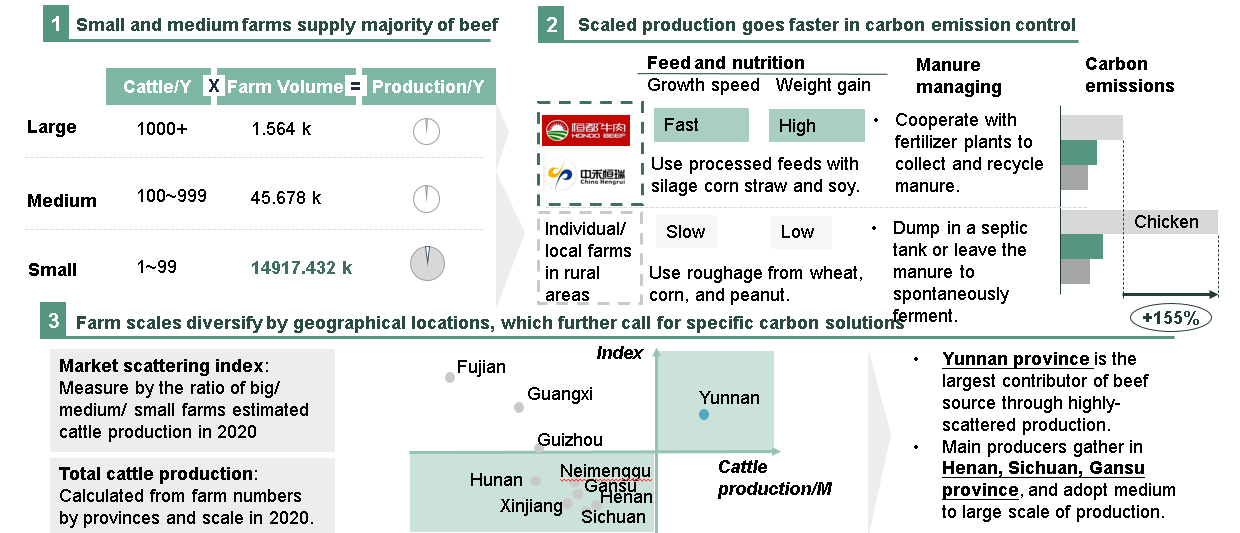 1
Small and medium farms supply majority of beef
Cattle/Y X Farm Volume = Production/Y
Large 1000+ 1.564 k
Medium 100~999 45.678 k
Small 1~99 14917.432 k
2
Scaled production goes faster in carbon emission control
Feed and nutrition
Growth speed Weight gain
Manure
managing
Carbon
emissions
恒都牛肉
HONDO BEEF
中禾恒瑞
China Hengrui
Fast High
Use processed feeds with
silage corn straw and soy.
• Cooperate with
fertilizer plants to
collect and recycle
manure.
Individual/
local farms
in rural
areas
Slow Low
Use roughage from wheat,
corn, and peanut.
• Dump in a septic
tank or leave the
manure to
spontaneously
ferment.
Chicken
+155%
3
Farm scales diversify by geographical locations, which further call for specific carbon solutions
Market scattering index:
Measure by the ratio of big/
medium/ small farms estimated
cattle production in 2020
Total cattle production:
Calculated from farm numbers
by provinces and scale in 2020.
Index
Fujian
Guangxi
Yunnan
Guizhou
Cattle
production/M
Hunan
Neimenggu
Gansu
Henan
Xinjiang
Sichuan
• Yunnan province is the
largest contributor of beef
source through highly-
scattered production.
• Main producers gather in
Henan, Sichuan, Gansu
province, and adopt medium
to large scale of production.